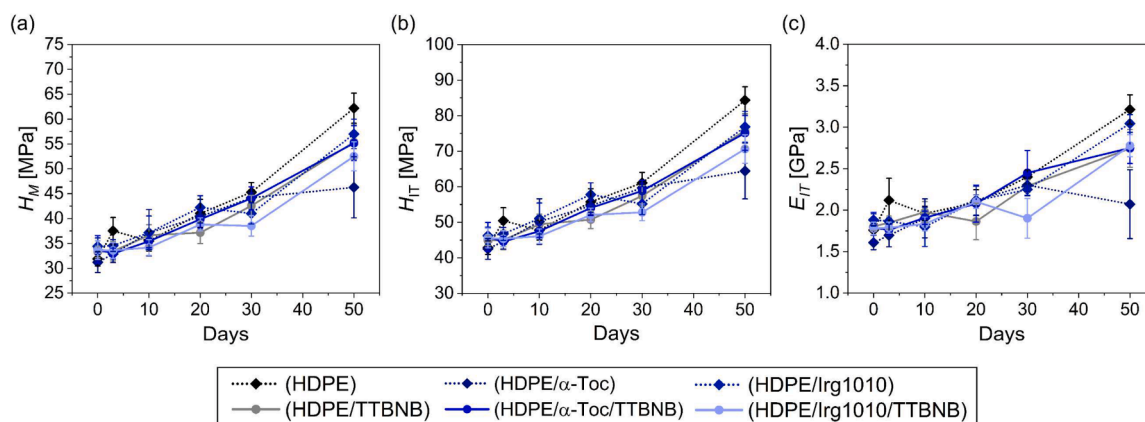 (a)
(b)
(c)
75
70
65
60
55
50
45
40
35
30
25
H_M [MPa]
0 10 20 30 40 50
Days
100
90
80
70
60
50
40
30
H_IT [MPa]
0 10 20 30 40 50
Days
4.0
3.5
3.0
2.5
2.0
1.5
1.0
E_IT [GPa]
0 10 20 30 40 50
Days
(HDPE) (HDPE/α-Toc) (HDPE/Irg1010)
(HDPE/TTBNB) (HDPE/α-Toc/TTBNB) (HDPE/Irg1010/TTBNB)